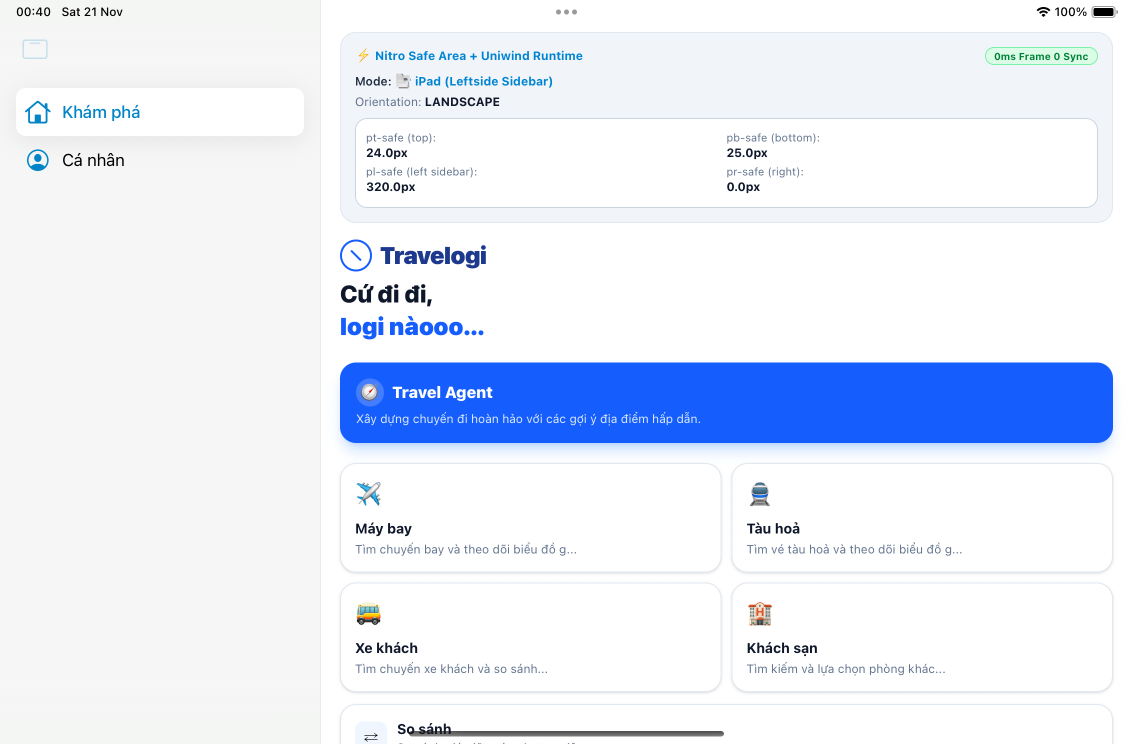 00:40 Sat 21 Nov
100%
Khám phá
Cá nhân
⚡ Nitro Safe Area + Uniwind Runtime
0ms Frame 0 Sync
Mode: iPad (Leftside Sidebar)
Orientation: LANDSCAPE
pt-safe (top):
24.0px
pb-safe (bottom):
25.0px
pl-safe (left sidebar):
320.0px
pr-safe (right):
0.0px
Travelogi
Cứ đi đi,
logi nàooo...
Travel Agent
Xây dựng chuyến đi hoàn hảo với các gợi ý địa điểm hấp dẫn.
Máy bay
Tìm chuyến bay và theo dõi biểu đồ g...
Tàu hoả
Tìm vé tàu hoả và theo dõi biểu đồ g...
Xe khách
Tìm chuyến xe khách và so sánh...
Khách sạn
Tìm kiếm và lựa chọn phòng khác...
So sánh